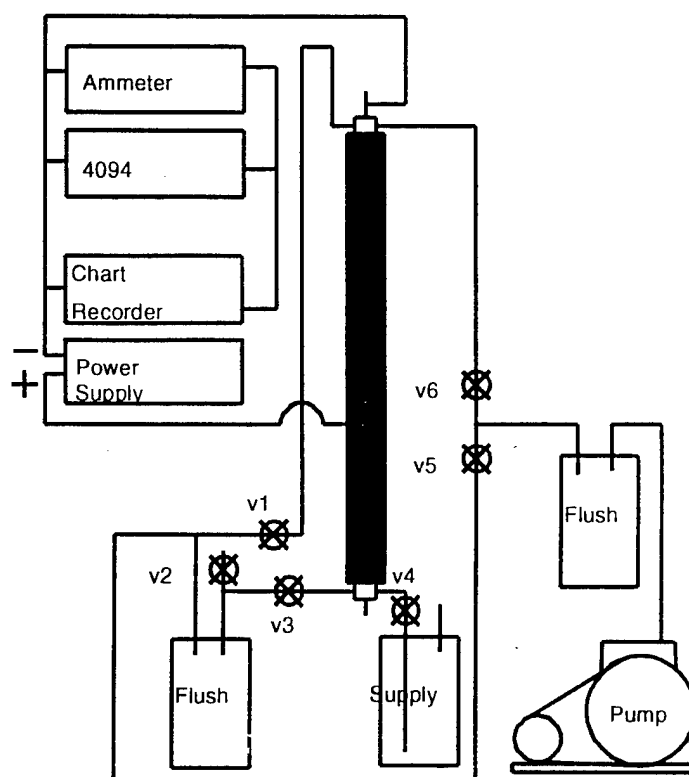 Ammeter
4094
Chart
Recorder
−
+
Power
Supply
v6
v5
v1
v2
v4
v3
Flush
Flush
Supply
Pump